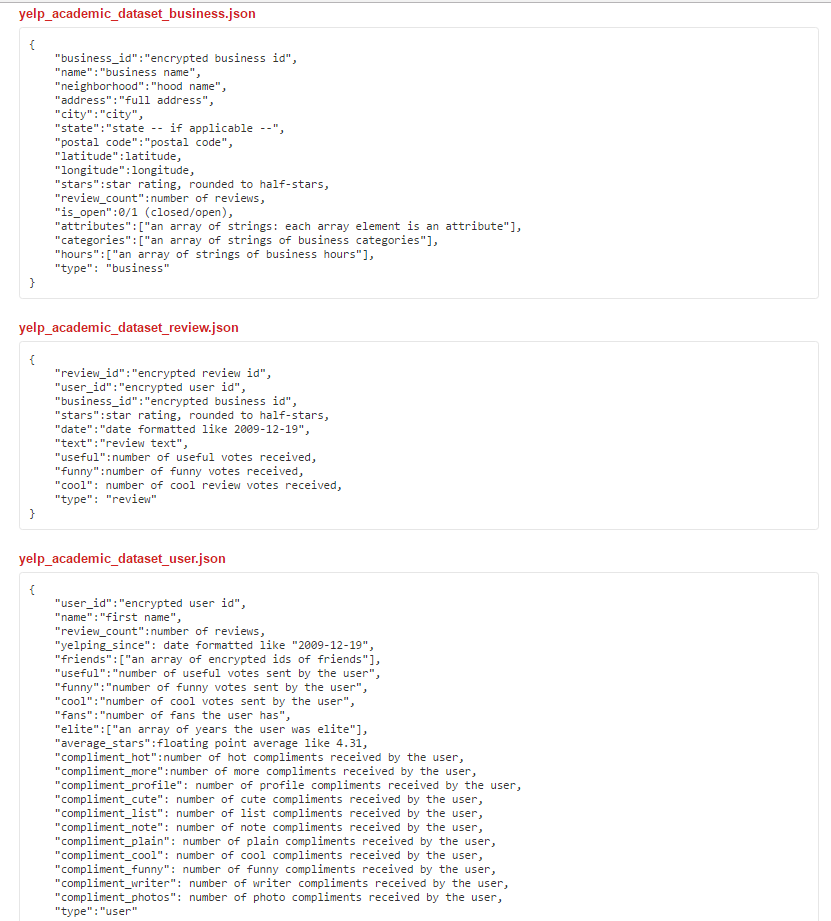 yelp_academic_dataset_business.json
{
"business_id":"encrypted business id",
"name":"business name",
"neighborhood":"hood name",
"address":"full address",
"city":"city",
"state":"state -- if applicable --",
"postal code":"postal code",
"latitude":latitude,
"longitude":longitude,
"stars":star rating, rounded to half-stars,
"review_count":number of reviews,
"is_open":0/1 (closed/open),
"attributes":["an array of strings: each array element is an attribute"],
"categories":["an array of strings of business categories"],
"hours":["an array of strings of business hours"],
"type": "business"
}
yelp_academic_dataset_review.json
{
"review_id":"encrypted review id",
"user_id":"encrypted user id",
"business_id":"encrypted business id",
"stars":star rating, rounded to half-stars,
"date":"date formatted like 2009-12-19",
"text":"review text",
"useful":number of useful votes received,
"funny":number of funny votes received,
"cool": number of cool review votes received,
"type": "review"
}
yelp_academic_dataset_user.json
{
"user_id":"encrypted user id",
"name":"first name",
"review_count":number of reviews,
"yelping_since": date formatted like "2009-12-19",
"friends":["an array of encrypted ids of friends"],
"useful":"number of useful votes sent by the user",
"funny":"number of funny votes sent by the user",
"cool":"number of cool votes sent by the user",
"fans":"number of fans the user has",
"elite":["an array of years the user was elite"],
"average_stars":floating point average like 4.31,
"compliment_hot":number of hot compliments received by the user,
"compliment_more":number of more compliments received by the user,
"compliment_profile": number of profile compliments received by the user,
"compliment_cute": number of cute compliments received by the user,
"compliment_list": number of list compliments received by the user,
"compliment_note": number of note compliments received by the user,
"compliment_plain": number of plain compliments received by the user,
"compliment_cool": number of cool compliments received by the user,
"compliment_funny": number of funny compliments received by the user,
"compliment_writer": number of writer compliments received by the user,
"compliment_photos": number of photo compliments received by the user,
"type":"user"